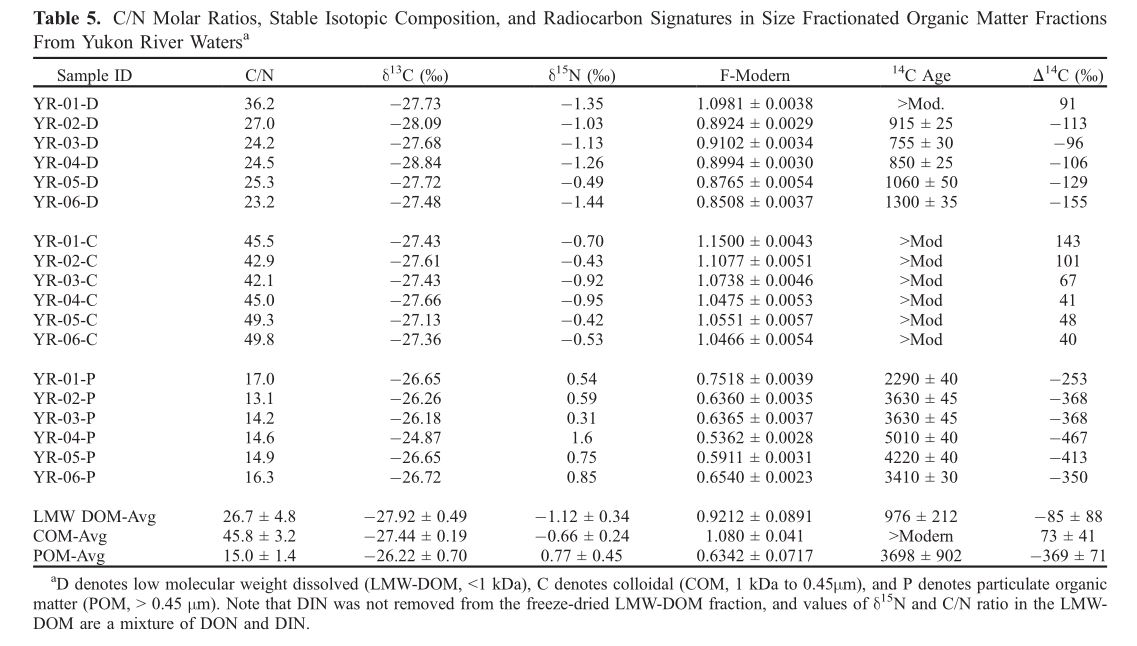 Table 5. C/N Molar Ratios, Stable Isotopic Composition, and Radiocarbon Signatures in Size Fractionated Organic Matter Fractions
From Yukon River Watersᵃ
Sample ID C/N δ¹³C (‰) δ¹⁵N (‰) F-Modern ¹⁴C Age Δ¹⁴C (‰)
YR-01-D 36.2 −27.73 −1.35 1.0981 ± 0.0038 >Mod. 91
YR-02-D 27.0 −28.09 −1.03 0.8924 ± 0.0029 915 ± 25 −113
YR-03-D 24.2 −27.68 −1.13 0.9102 ± 0.0034 755 ± 30 −96
YR-04-D 24.5 −28.84 −1.26 0.8994 ± 0.0030 850 ± 25 −106
YR-05-D 25.3 −27.72 −0.49 0.8765 ± 0.0054 1060 ± 50 −129
YR-06-D 23.2 −27.48 −1.44 0.8508 ± 0.0037 1300 ± 35 −155
YR-01-C 45.5 −27.43 −0.70 1.1500 ± 0.0043 >Mod 143
YR-02-C 42.9 −27.61 −0.43 1.1077 ± 0.0051 >Mod 101
YR-03-C 42.1 −27.43 −0.92 1.0738 ± 0.0046 >Mod 67
YR-04-C 45.0 −27.66 −0.95 1.0475 ± 0.0053 >Mod 41
YR-05-C 49.3 −27.13 −0.42 1.0551 ± 0.0057 >Mod 48
YR-06-C 49.8 −27.36 −0.53 1.0466 ± 0.0054 >Mod 40
YR-01-P 17.0 −26.65 0.54 0.7518 ± 0.0039 2290 ± 40 −253
YR-02-P 13.1 −26.26 0.59 0.6360 ± 0.0035 3630 ± 45 −368
YR-03-P 14.2 −26.18 0.31 0.6365 ± 0.0037 3630 ± 45 −368
YR-04-P 14.6 −24.87 1.6 0.5362 ± 0.0028 5010 ± 40 −467
YR-05-P 14.9 −26.65 0.75 0.5911 ± 0.0031 4220 ± 40 −413
YR-06-P 16.3 −26.72 0.85 0.6540 ± 0.0023 3410 ± 30 −350
LMW DOM-Avg 26.7 ± 4.8 −27.92 ± 0.49 −1.12 ± 0.34 0.9212 ± 0.0891 976 ± 212 −85 ± 88
COM-Avg 45.8 ± 3.2 −27.44 ± 0.19 −0.66 ± 0.24 1.080 ± 0.041 >Modern 73 ± 41
POM-Avg 15.0 ± 1.4 −26.22 ± 0.70 0.77 ± 0.45 0.6342 ± 0.0717 3698 ± 902 −369 ± 71
ᵃD denotes low molecular weight dissolved (LMW-DOM, <1 kDa), C denotes colloidal (COM, 1 kDa to 0.45μm), and P denotes particulate organic
matter (POM, > 0.45 μm). Note that DIN was not removed from the freeze-dried LMW-DOM fraction, and values of δ¹⁵N and C/N ratio in the LMW-
DOM are a mixture of DON and DIN.